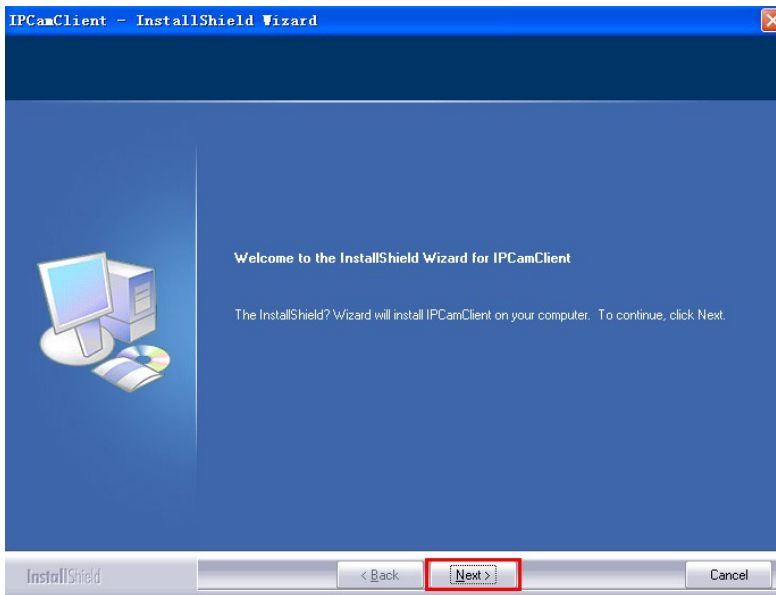 IPCamClient - InstallShield Wizard
Welcome to the InstallShield Wizard for IPCamClient
The InstallShield? Wizard will install IPCamClient on your computer. To continue, click Next.
InstallShield
< Back
Next >
Cancel